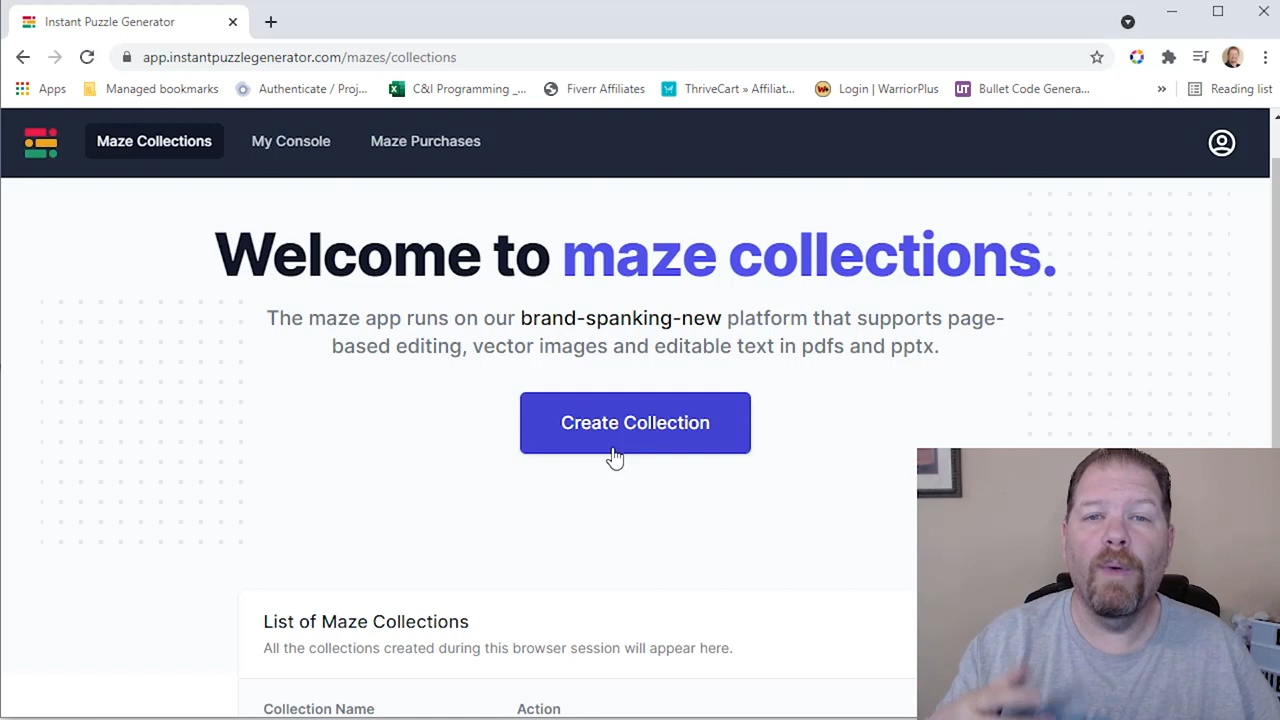 Instant Puzzle Generator
app.instantpuzzlegenerator.com/mazes/collections
Apps Managed bookmarks Authenticate / Proj... C&I Programming _... Fiverr Affiliates ThriveCart » Affiliat... Login | WarriorPlus UT Bullet Code Genera... » Reading list
Maze Collections My Console Maze Purchases
Welcome to maze collections.
The maze app runs on our brand-spanking-new platform that supports page-
based editing, vector images and editable text in pdfs and pptx.
Create Collection
List of Maze Collections
All the collections created during this browser session will appear here.
Collection Name Action